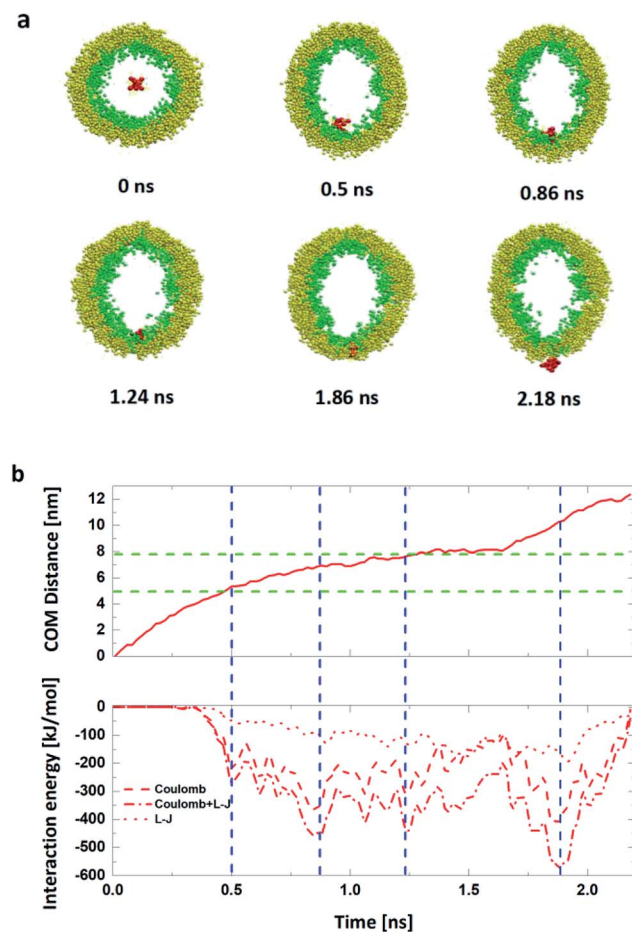 a
0 ns 0.5 ns 0.86 ns
1.24 ns 1.86 ns 2.18 ns
b
COM Distance [nm]
12
10
8
6
4
2
0
Interaction energy [kJ/mol]
0
-100
-200
-300
-400
-500
-600
Coulomb
Coulomb+L-J
L-J
0.0 0.5 1.0 1.5 2.0
Time [ns]